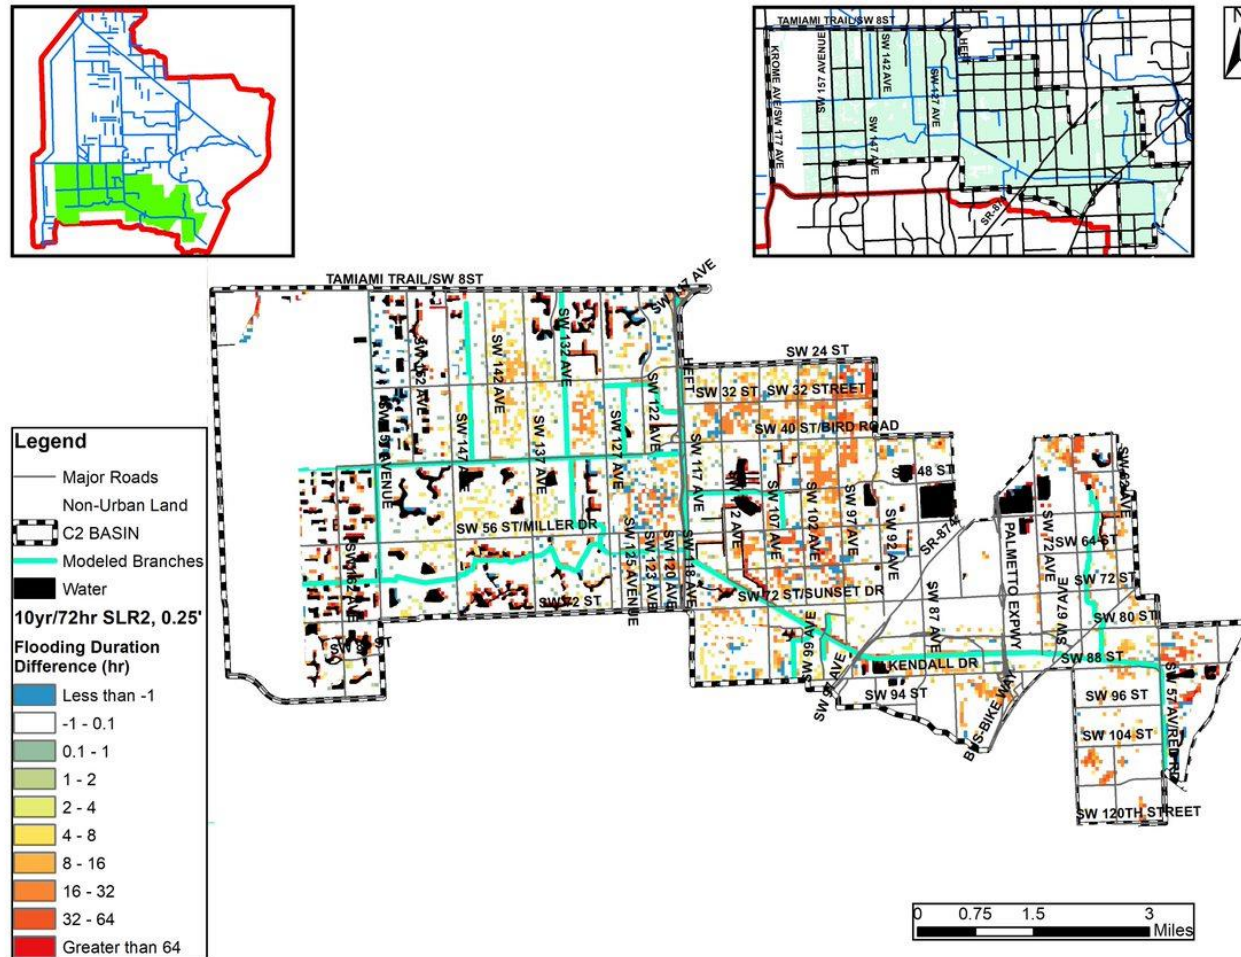 TAMIAMI TRAIL/SW 8ST
HEFT
KROME AVE/SW 177 AVE
SW 157 AVENUE
SW 142 AVE
SW 127 AVE
SW 147 AVE
SR-874
N
TAMIAMI TRAIL/SW 8ST
SW 132 AVE
SW 142 AVE
HEFT
SW 24 ST
SW 32 ST
SW 32 STREET
SW 122 AVE
SW 147 AVE
SW 137 AVE
SW 127 AVE
SW 40 ST/BIRD ROAD
SW 117 AVE
48 ST
SW 107 AVE
SW 102 AVE
SW 97 AVE
SW 92 AVE
SR-874
PALMETTO EXPWY
SW 72 AVE
SW 64 ST
SW 56 ST/MILLER DR
SW 125 AVENUE
SW 123 AVE
SW 120 AVE
SW 118 AVE
SW 72 ST/SUNSET DR
SW 72 ST
SW 72 ST
SW 87 AVE
SW 67 AVE
SW 80 ST
SW 99 AVE
KENDALL DR
SW 88 ST
SW 94 ST
SW 96 ST
SW 57 AV/RED RD
SW 104 ST
SW 120TH STREET
Legend
Major Roads
Non-Urban Land
C2 BASIN
Modeled Branches
Water
10yr/72hr SLR2, 0.25'
Flooding Duration
Difference (hr)
Less than -1
-1 - 0.1
0.1 - 1
1 - 2
2 - 4
4 - 8
8 - 16
16 - 32
32 - 64
Greater than 64
0 0.75 1.5 3
Miles